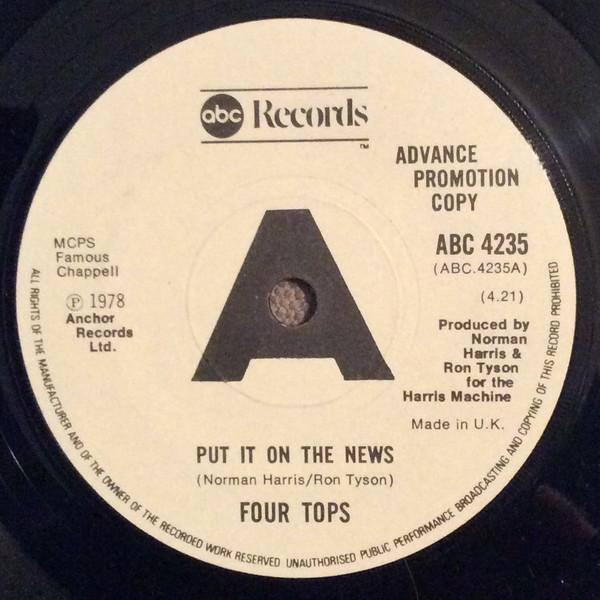 abc Records
TM
ADVANCE
PROMOTION
COPY
MCPS
Famous
Chappell
ABC 4235
(ABC.4235A)
℗ 1978
Anchor
Records
Ltd.
(4.21)
A
Produced by
Norman
Harris &
Ron Tyson
for the
Harris Machine
Made in U.K.
PUT IT ON THE NEWS
(Norman Harris/Ron Tyson)
FOUR TOPS
ALL RIGHTS OF THE MANUFACTURER AND OF THE OWNER OF THE RECORDED WORK RESERVED UNAUTHORISED PUBLIC PERFORMANCE BROADCASTING AND COPYING OF THIS RECORD PROHIBITED